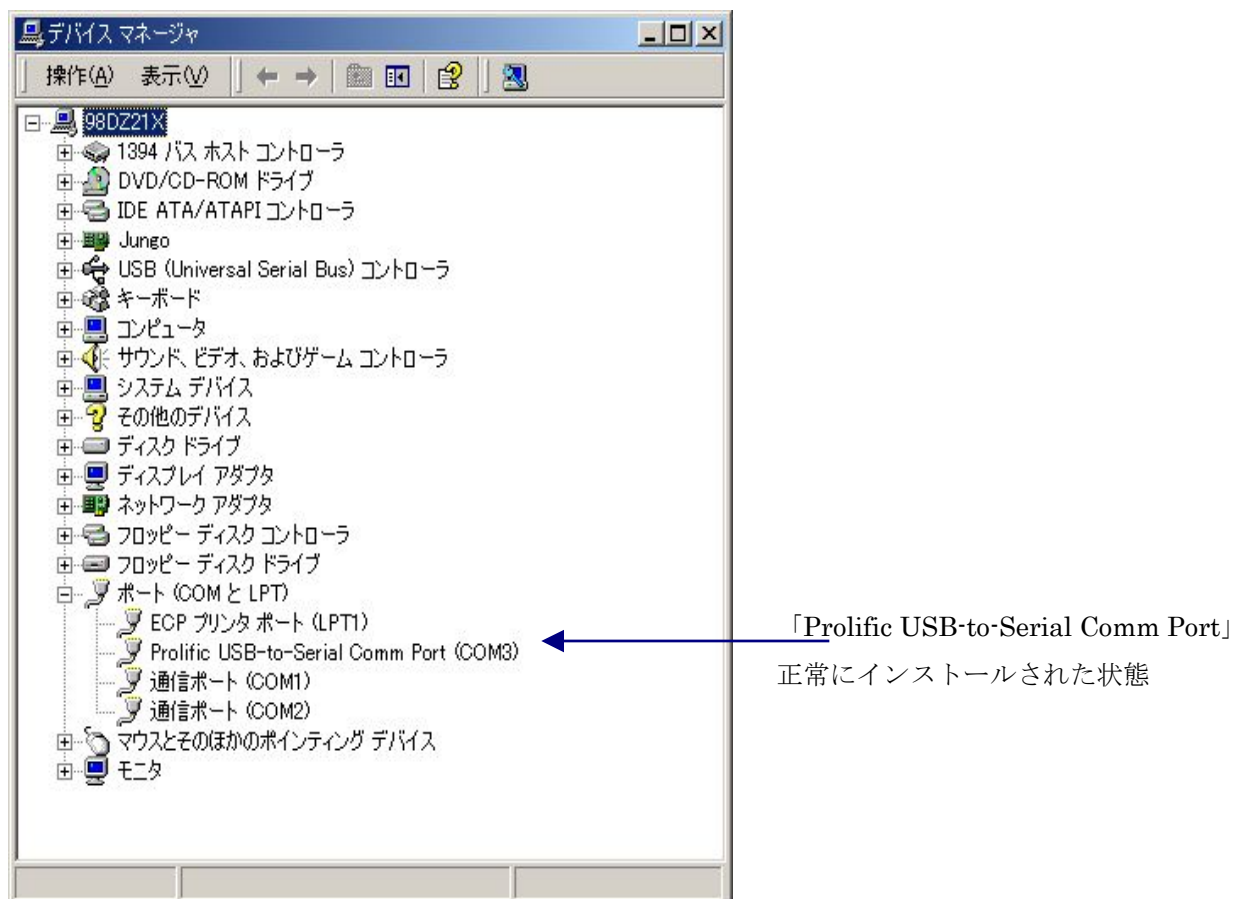 デバイス マネージャ
操作(A) 表示(V)
98DZ21X
1394 バス ホスト コントローラ
DVD/CD-ROM ドライブ
IDE ATA/ATAPI コントローラ
Jungo
USB (Universal Serial Bus) コントローラ
キーボード
コンピュータ
サウンド、ビデオ、およびゲーム コントローラ
システム デバイス
その他のデバイス
ディスク ドライブ
ディスプレイ アダプタ
ネットワーク アダプタ
フロッピー ディスク コントローラ
フロッピー ディスク ドライブ
ポート (COM と LPT)
ECP プリンタ ポート (LPT1)
Prolific USB-to-Serial Comm Port (COM3)
通信ポート (COM1)
通信ポート (COM2)
マウスとそのほかのポインティング デバイス
モニタ
「Prolific USB-to-Serial Comm Port」
正常にインストールされた状態